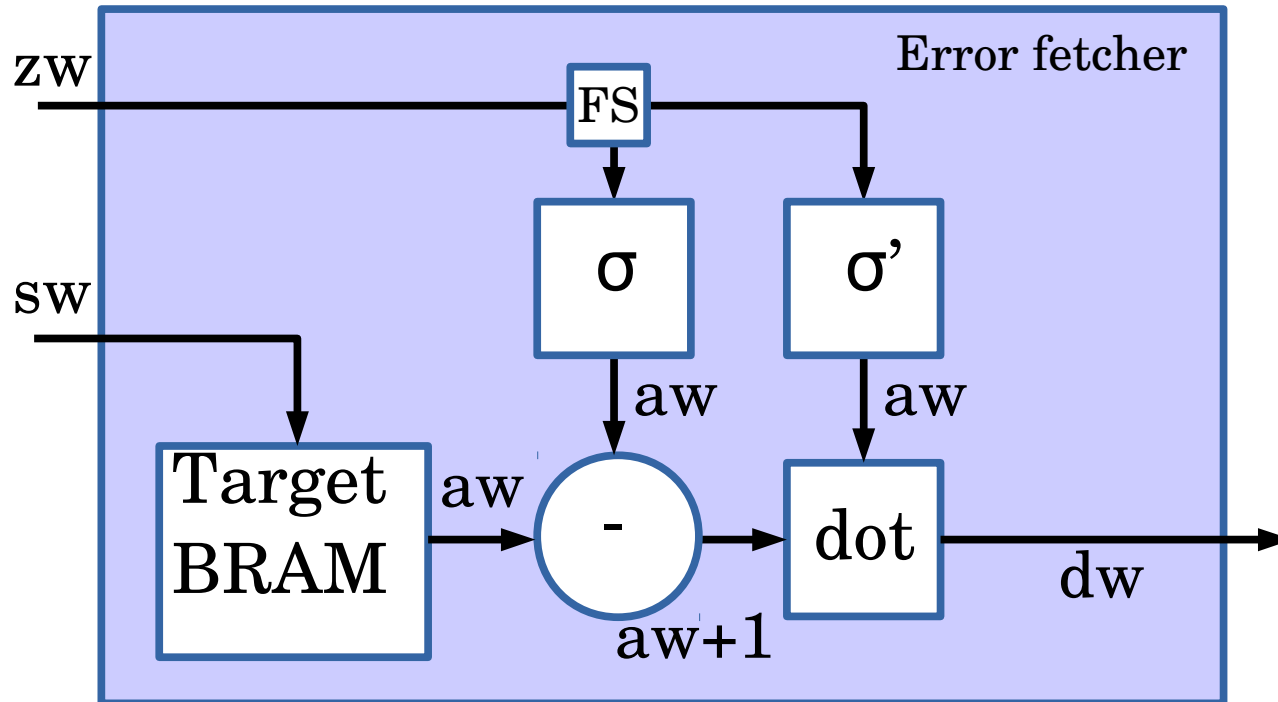 Error fetcher
zw
FS
σ
σ’
sw
aw
aw
Target
BRAM
aw
-
dot
dw
aw+1